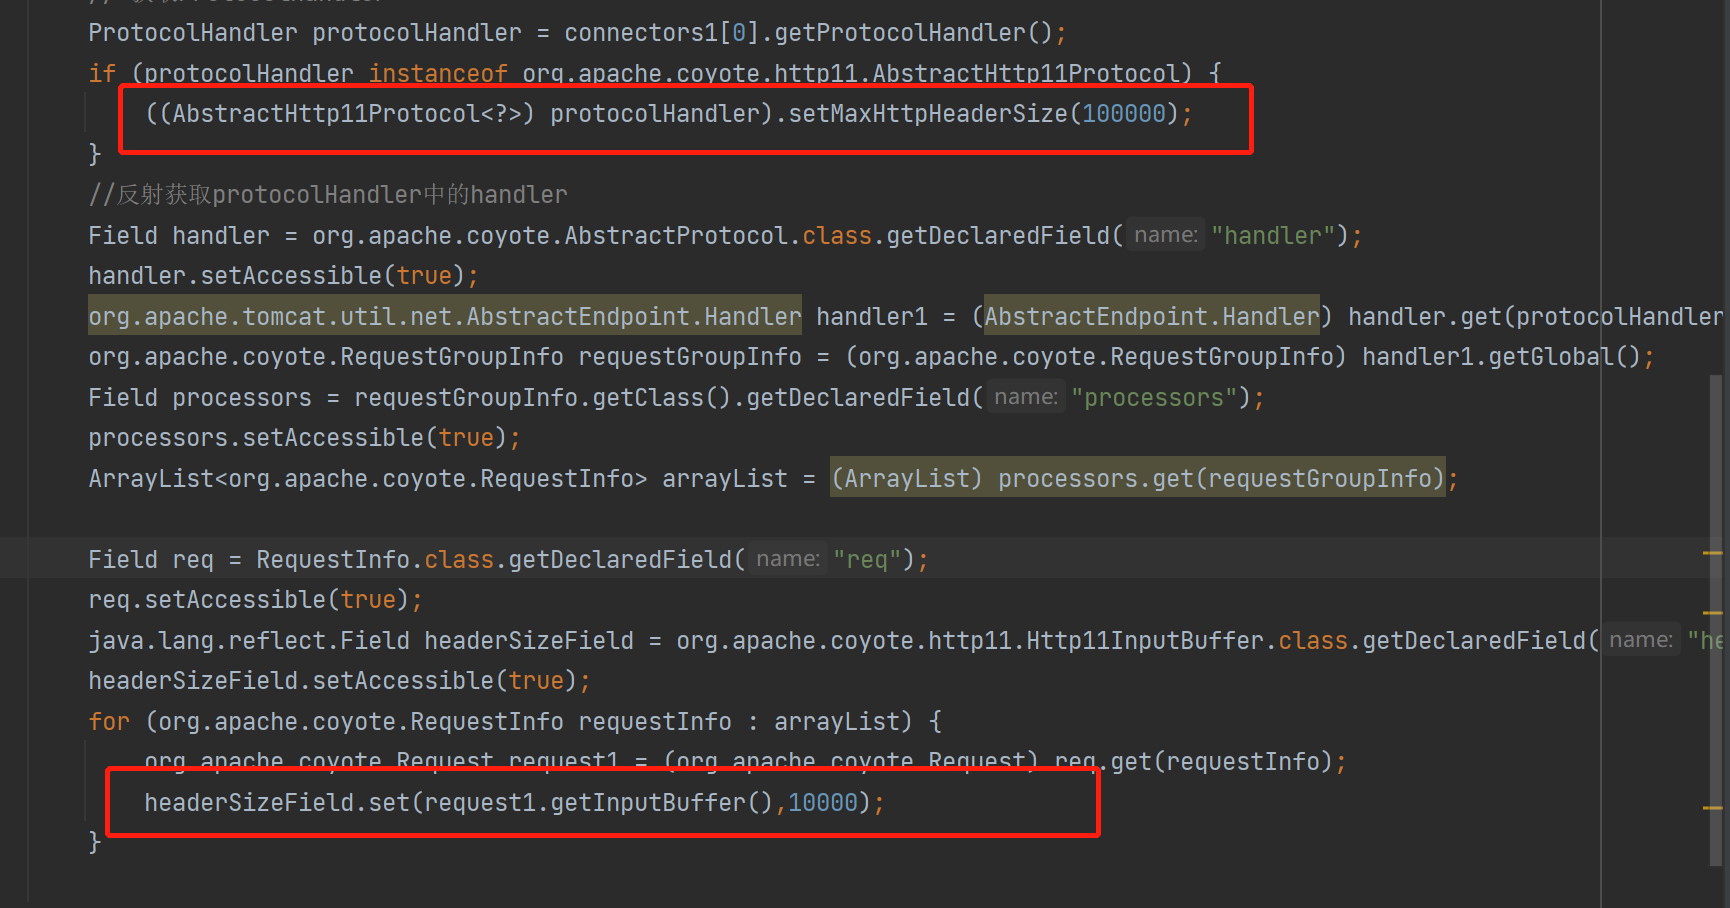 ProtocolHandler protocolHandler = connectors1[0].getProtocolHandler();
if (protocolHandler instanceof org.apache.coyote.http11.AbstractHttp11Protocol) {
((AbstractHttp11Protocol<?>) protocolHandler).setMaxHttpHeaderSize(100000);
}
//反射获取protocolHandler中的handler
Field handler = org.apache.coyote.AbstractProtocol.class.getDeclaredField( name: "handler");
handler.setAccessible(true);
org.apache.tomcat.util.net.AbstractEndpoint.Handler handler1 = (AbstractEndpoint.Handler) handler.get(protocolHandler
org.apache.coyote.RequestGroupInfo requestGroupInfo = (org.apache.coyote.RequestGroupInfo) handler1.getGlobal();
Field processors = requestGroupInfo.getClass().getDeclaredField( name: "processors");
processors.setAccessible(true);
ArrayList<org.apache.coyote.RequestInfo> arrayList = (ArrayList) processors.get(requestGroupInfo);
Field req = RequestInfo.class.getDeclaredField( name: "req");
req.setAccessible(true);
java.lang.reflect.Field headerSizeField = org.apache.coyote.http11.Http11InputBuffer.class.getDeclaredField( name: "he
headerSizeField.setAccessible(true);
for (org.apache.coyote.RequestInfo requestInfo : arrayList) {
org.apache.coyote.Request request1 = (org.apache.coyote.Request) req.get(requestInfo);
headerSizeField.set(request1.getInputBuffer(),10000);
}